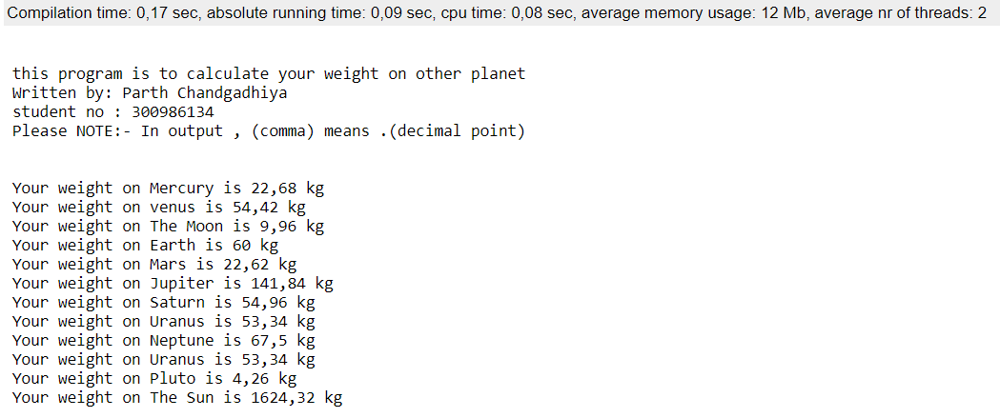 Compilation time: 0,17 sec, absolute running time: 0,09 sec, cpu time: 0,08 sec, average memory usage: 12 Mb, average nr of threads: 2
this program is to calculate your weight on other planet
Written by: Parth Chandgadhiya
student no : 300986134
Please NOTE:- In output , (comma) means .(decimal point)
Your weight on Mercury is 22,68 kg
Your weight on venus is 54,42 kg
Your weight on The Moon is 9,96 kg
Your weight on Earth is 60 kg
Your weight on Mars is 22,62 kg
Your weight on Jupiter is 141,84 kg
Your weight on Saturn is 54,96 kg
Your weight on Uranus is 53,34 kg
Your weight on Neptune is 67,5 kg
Your weight on Uranus is 53,34 kg
Your weight on Pluto is 4,26 kg
Your weight on The Sun is 1624,32 kg